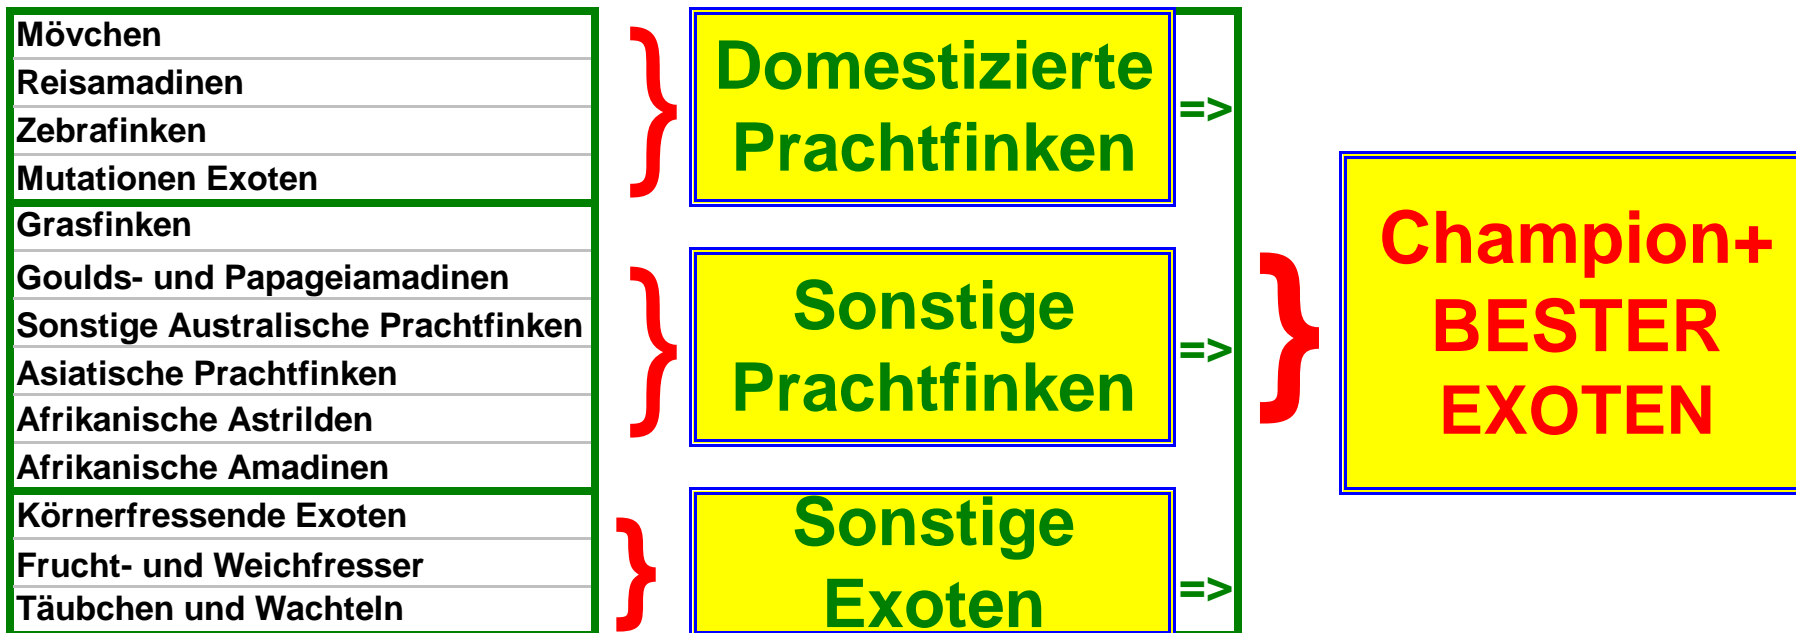 Mövchen
Reisamadinen
Zebrafinken
Mutationen Exoten
Grasfinken
Goulds- und Papageiamadinen
Sonstige Australische Prachtfinken
Asiatische Prachtfinken
Afrikanische Astrilden
Afrikanische Amadinen
Körnerfressende Exoten
Frucht- und Weichfresser
Täubchen und Wachteln
}
}
}
Domestizierte
Prachtfinken
=>
Sonstige
Prachtfinken
=>
Sonstige
Exoten
=>
}
Champion+
BESTER
EXOTEN